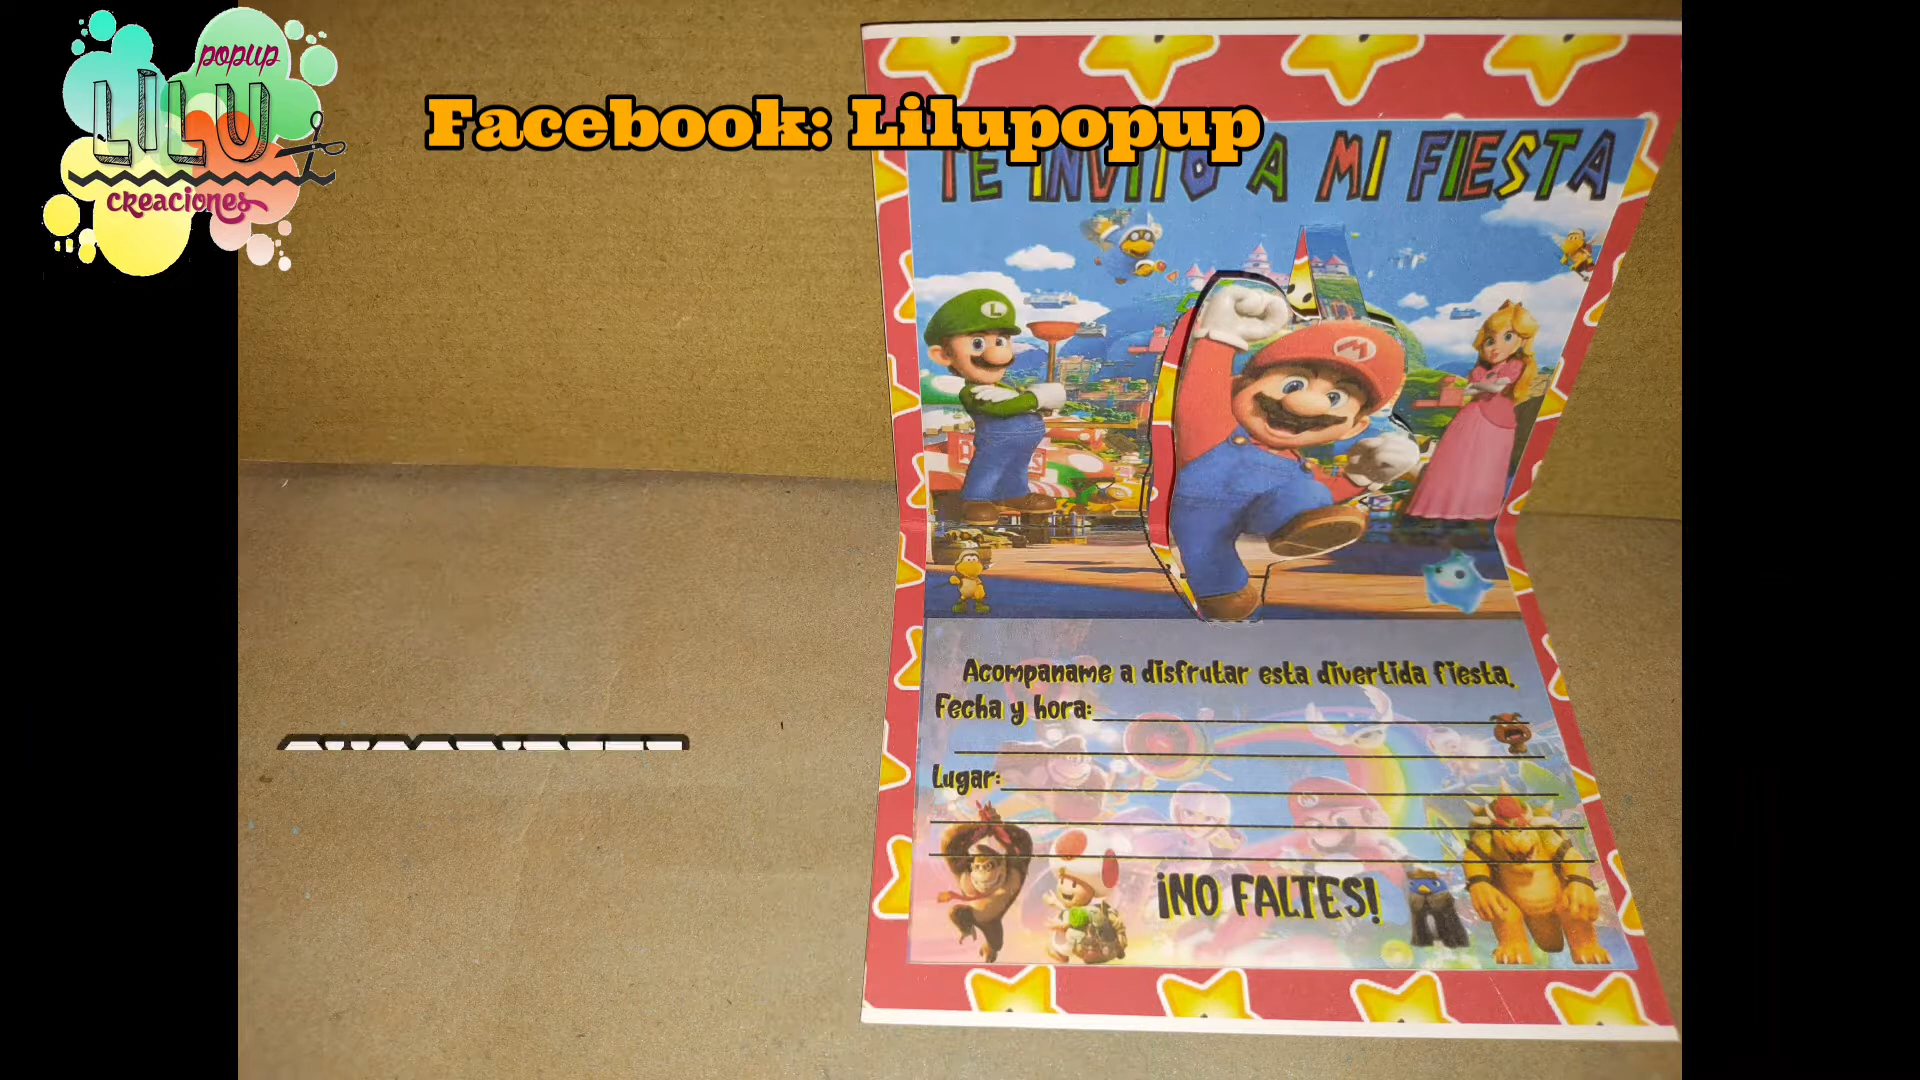 popup
LILU
creaciones
Facebook: Lilupopup
TE INVITO A MI FIESTA
L
M
Acompaname a disfrutar esta divertida fiesta.
Fecha y hora:
Lugar:
¡NO FALTES!